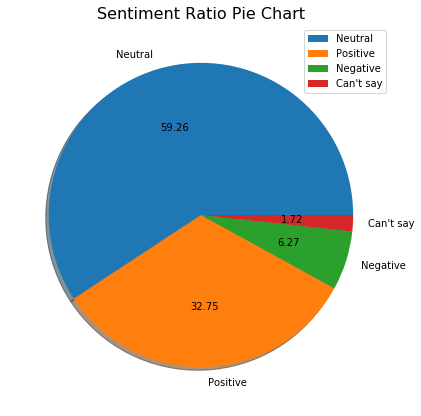 Sentiment Ratio Pie Chart
Neutral
Positive
Negative
Can't say
Neutral
59.26
1.72
Can't say
6.27
Negative
32.75
Positive